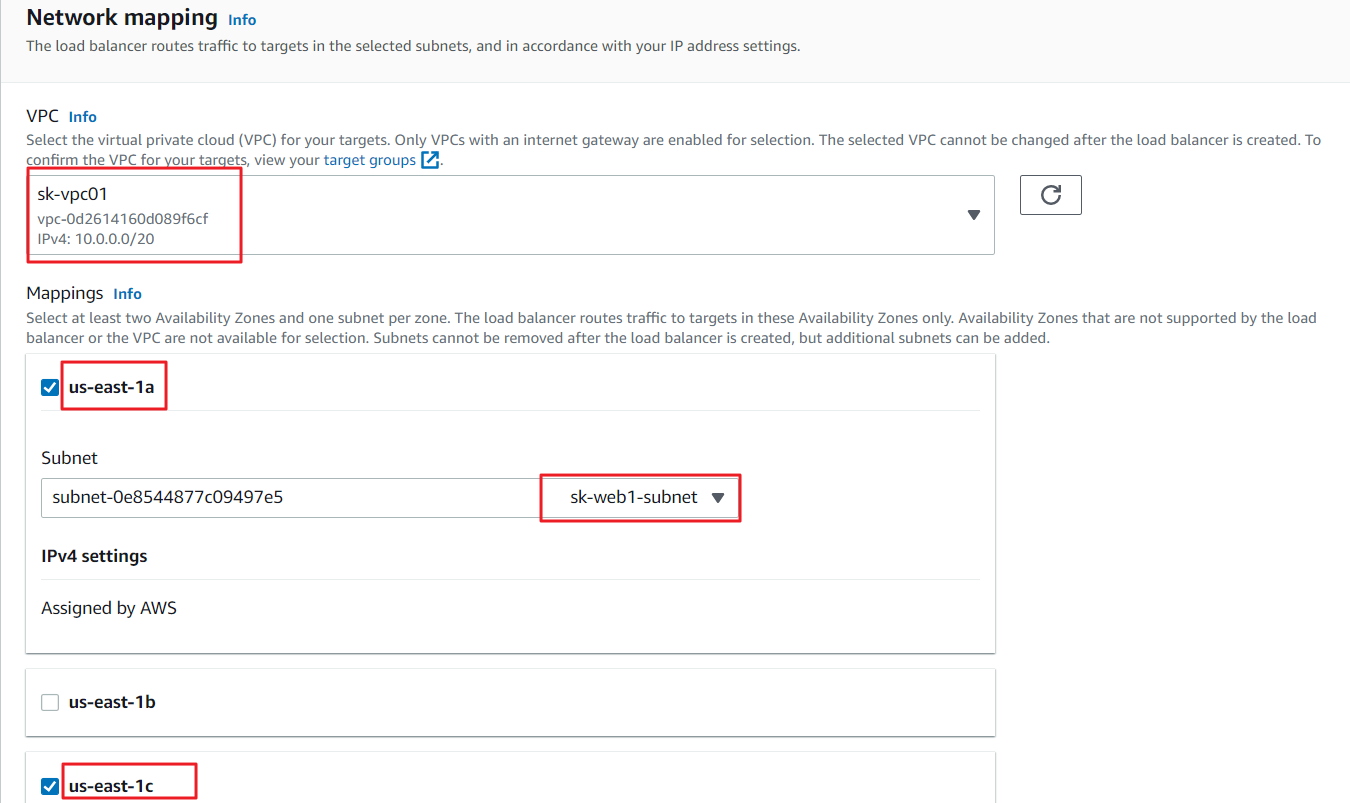 Network mapping Info
The load balancer routes traffic to targets in the selected subnets, and in accordance with your IP address settings.
VPC Info
Select the virtual private cloud (VPC) for your targets. Only VPCs with an internet gateway are enabled for selection. The selected VPC cannot be changed after the load balancer is created. To
confirm the VPC for your targets, view your target groups.
sk-vpc01
vpc-0d2614160d089f6cf
IPv4: 10.0.0.0/20
Mappings Info
Select at least two Availability Zones and one subnet per zone. The load balancer routes traffic to targets in these Availability Zones only. Availability Zones that are not supported by the load
balancer or the VPC are not available for selection. Subnets cannot be removed after the load balancer is created, but additional subnets can be added.
us-east-1a
Subnet
subnet-0e8544877c09497e5 sk-web1-subnet
IPv4 settings
Assigned by AWS
us-east-1b
us-east-1c